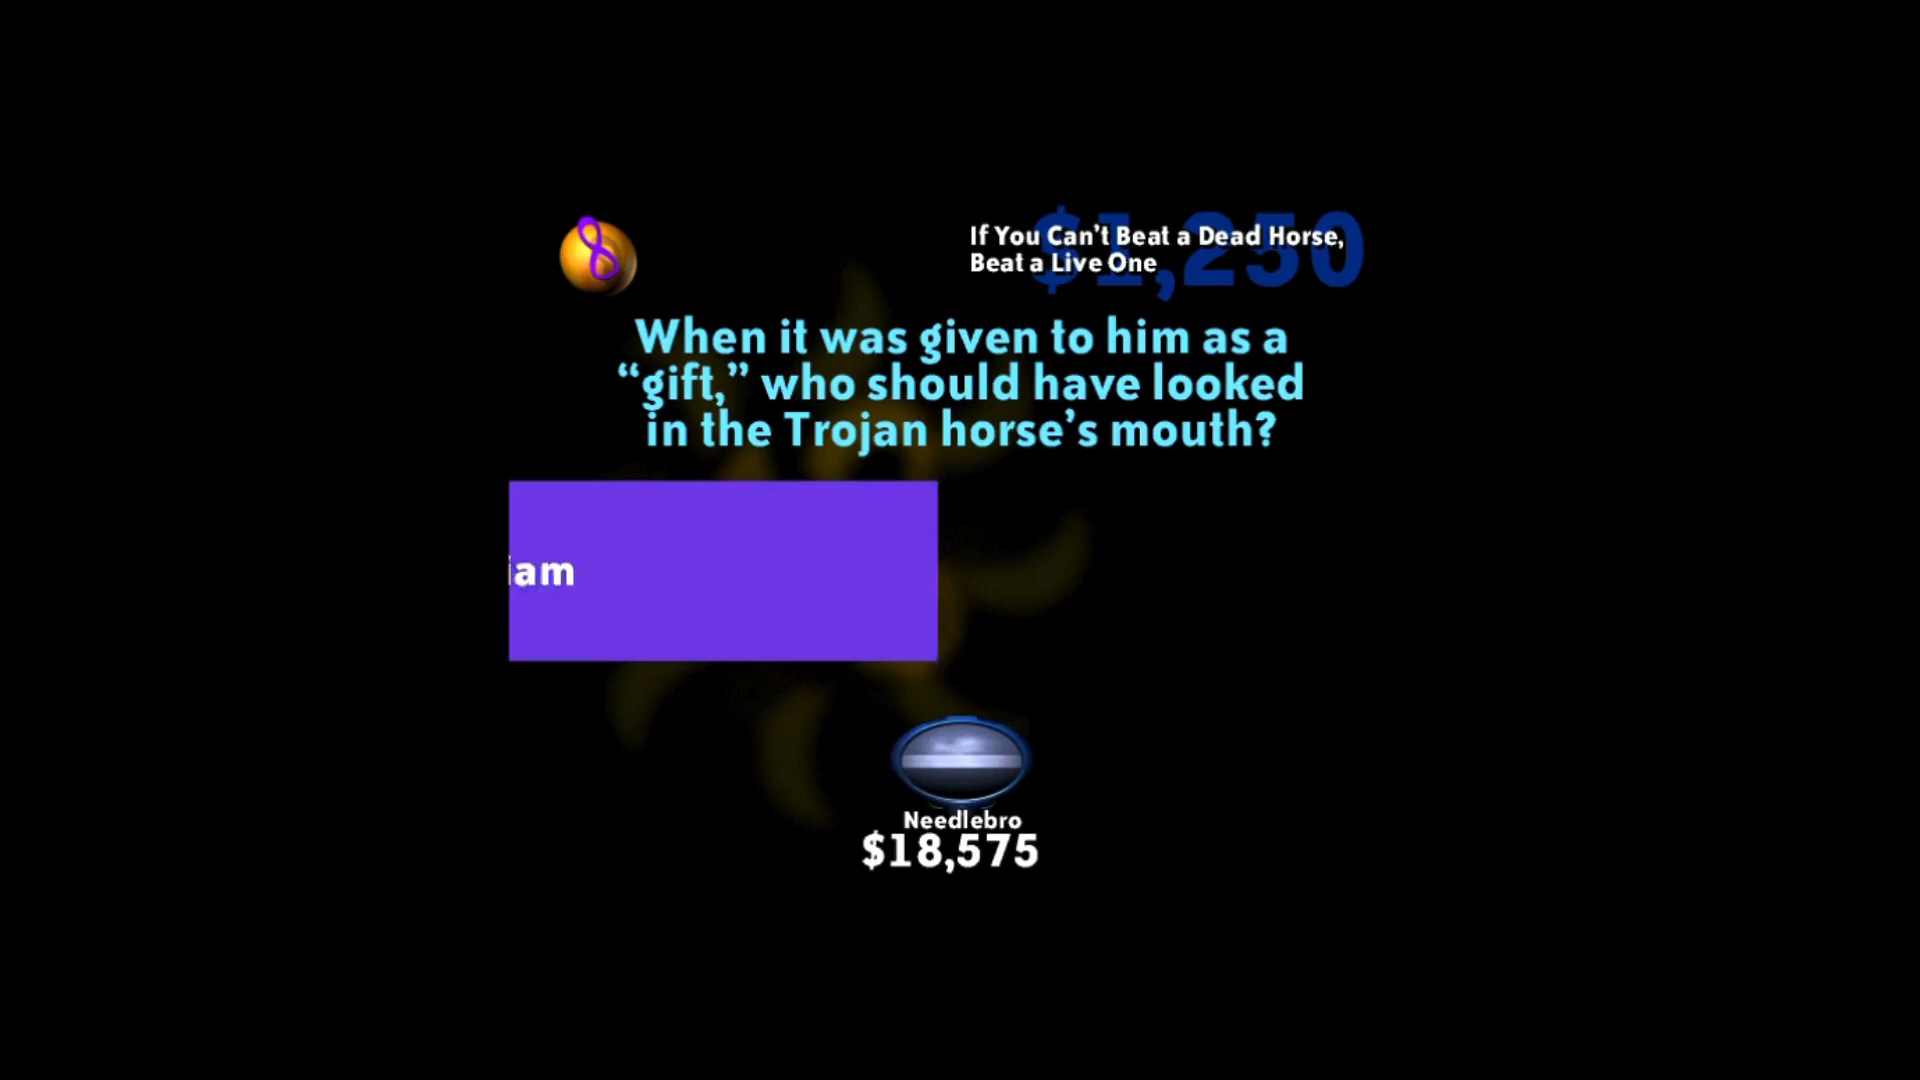 8
$1,250
If You Can't Beat a Dead Horse,
Beat a Live One
When it was given to him as a
“gift,” who should have looked
in the Trojan horse's mouth?
iam
Needlebro
$18,575